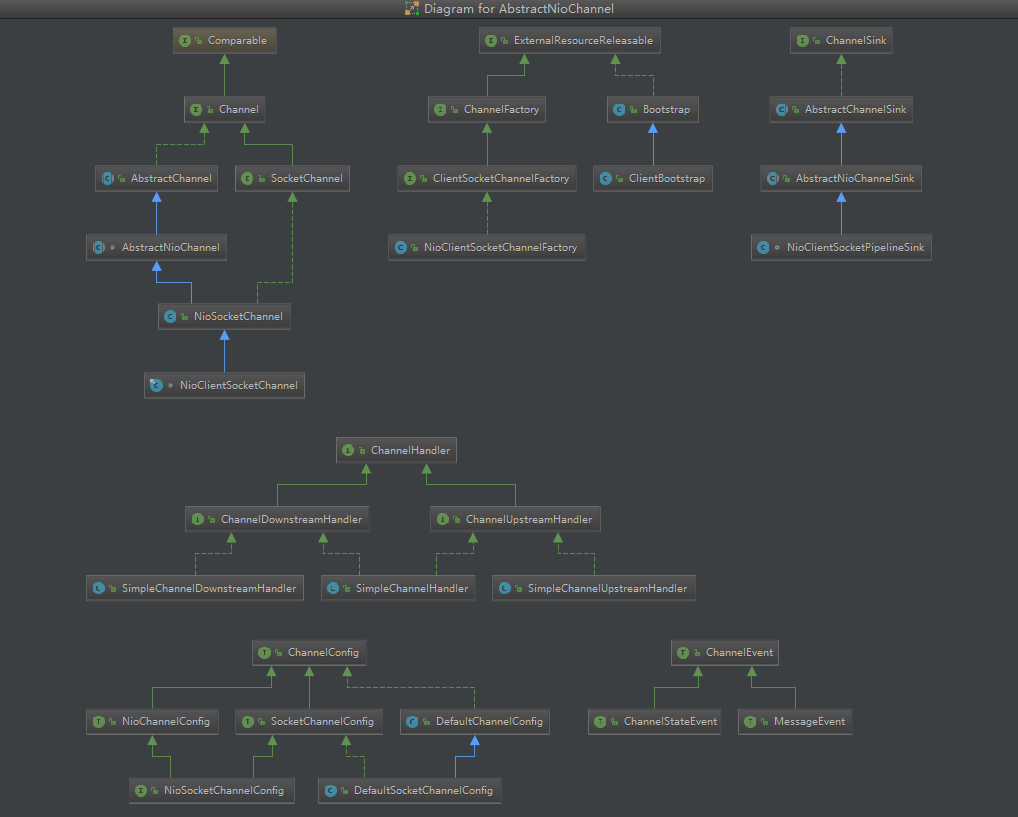 Diagram for AbstractNioChannel
Comparable
ExternalResourceReleasable
ChannelSink
Channel
ChannelFactory
Bootstrap
AbstractChannelSink
AbstractChannel
SocketChannel
ClientSocketChannelFactory
ClientBootstrap
AbstractNioChannelSink
AbstractNioChannel
NioClientSocketChannelFactory
NioClientSocketPipelineSink
NioSocketChannel
NioClientSocketChannel
ChannelHandler
ChannelDownstreamHandler
ChannelUpstreamHandler
SimpleChannelDownstreamHandler
SimpleChannelHandler
SimpleChannelUpstreamHandler
ChannelConfig
ChannelEvent
NioChannelConfig
SocketChannelConfig
DefaultChannelConfig
ChannelStateEvent
MessageEvent
NioSocketChannelConfig
DefaultSocketChannelConfig